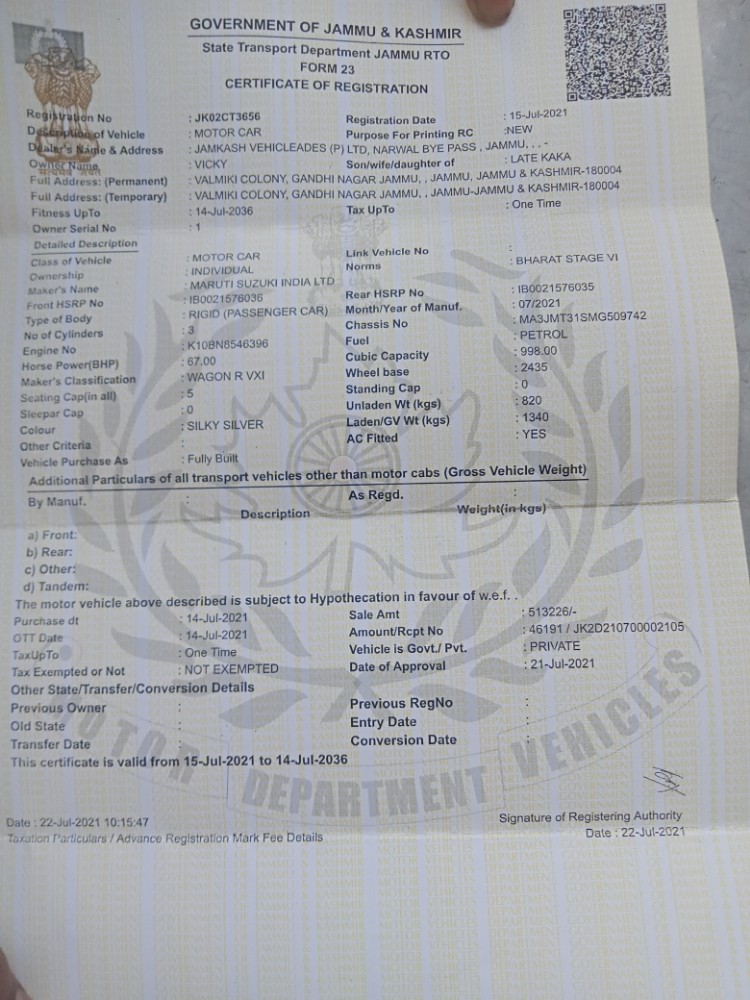 GOVERNMENT OF JAMMU & KASHMIR
State Transport Department JAMMU RTO
FORM 23
CERTIFICATE OF REGISTRATION
सत्यमेव जयते
Registration No : JK02CT3656 Registration Date : 15-Jul-2021
Description of Vehicle : MOTOR CAR Purpose For Printing RC :NEW
Dealer's Name & Address : JAMKASH VEHICLEADES (P) LTD, NARWAL BYE PASS , JAMMU, . . -
Owner Name : VICKY Son/wife/daughter of : LATE KAKA
Full Address: (Permanent) : VALMIKI COLONY, GANDHI NAGAR JAMMU, , JAMMU, JAMMU & KASHMIR-180004
Full Address: (Temporary) : VALMIKI COLONY, GANDHI NAGAR JAMMU, , JAMMU-JAMMU & KASHMIR-180004
Fitness UpTo : 14-Jul-2036 Tax UpTo : One Time
Owner Serial No : 1
Detailed Description
Class of Vehicle : MOTOR CAR Link Vehicle No :
Ownership : INDIVIDUAL Norms : BHARAT STAGE VI
Maker's Name : MARUTI SUZUKI INDIA LTD
Front HSRP No : IB0021576036 Rear HSRP No : IB0021576035
Type of Body : RIGID (PASSENGER CAR) Month/Year of Manuf. : 07/2021
No of Cylinders : 3 Chassis No : MA3JMT31SMG509742
Engine No : K10BN8546396 Fuel : PETROL
Horse Power(BHP) : 67.00 Cubic Capacity : 998.00
Maker's Classification : WAGON R VXI Wheel base : 2435
Seating Cap(in all) : 5 Standing Cap : 0
Sleepar Cap : 0 Unladen Wt (kgs) : 820
Colour : SILKY SILVER Laden/GV Wt (kgs) : 1340
Other Criteria : AC Fitted : YES
Vehicle Purchase As : Fully Built
Additional Particulars of all transport vehicles other than motor cabs (Gross Vehicle Weight)
By Manuf. : As Regd. :
Description Weight(in kgs)
a) Front:
b) Rear:
c) Other:
d) Tandem:
The motor vehicle above described is subject to Hypothecation in favour of w.e.f. .
Purchase dt : 14-Jul-2021 Sale Amt : 513226/-
OTT Date : 14-Jul-2021 Amount/Rcpt No : 46191 / JK2D210700002105
TaxUpTo : One Time Vehicle is Govt./ Pvt. : PRIVATE
Tax Exempted or Not : NOT EXEMPTED Date of Approval : 21-Jul-2021
Other State/Transfer/Conversion Details
Previous Owner : Previous RegNo :
Old State : Entry Date :
Transfer Date : Conversion Date :
This certificate is valid from 15-Jul-2021 to 14-Jul-2036
MOTOR DEPARTMENT VEHICLES
Date : 22-Jul-2021 10:15:47 Signature of Registering Authority
Taxation Particulars / Advance Registration Mark Fee Details Date : 22-Jul-2021